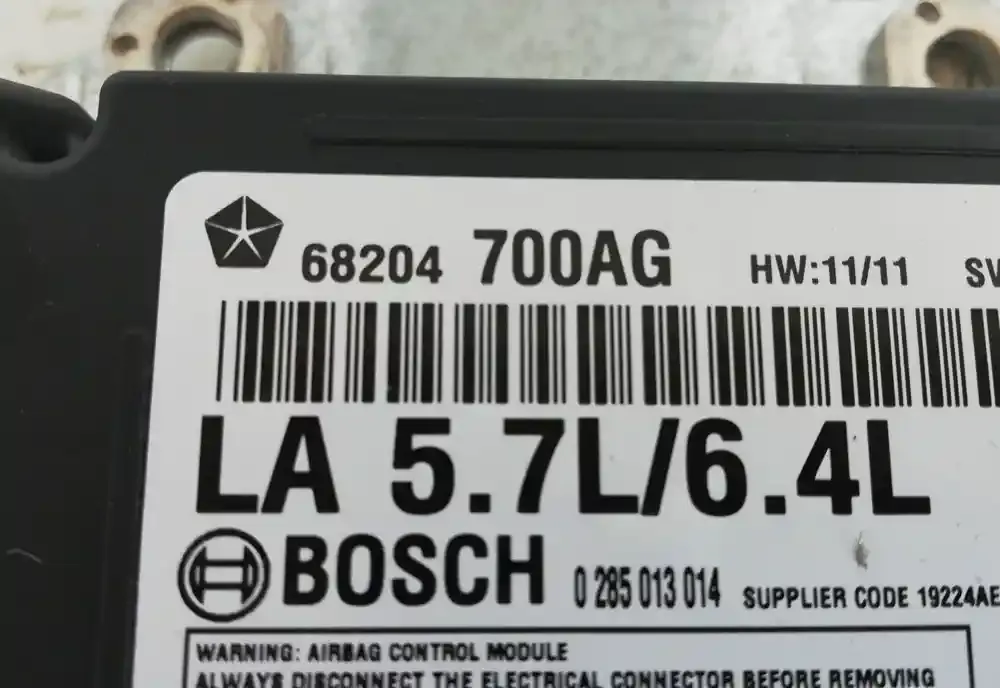 68204 700AG HW:11/11 SV
LA 5.7L/6.4L
BOSCH 0 285 013 014 SUPPLIER CODE 19224AE
WARNING: AIRBAG CONTROL MODULE
ALWAYS DISCONNECT THE ELECTRICAL CONNECTOR BEFORE REMOVING